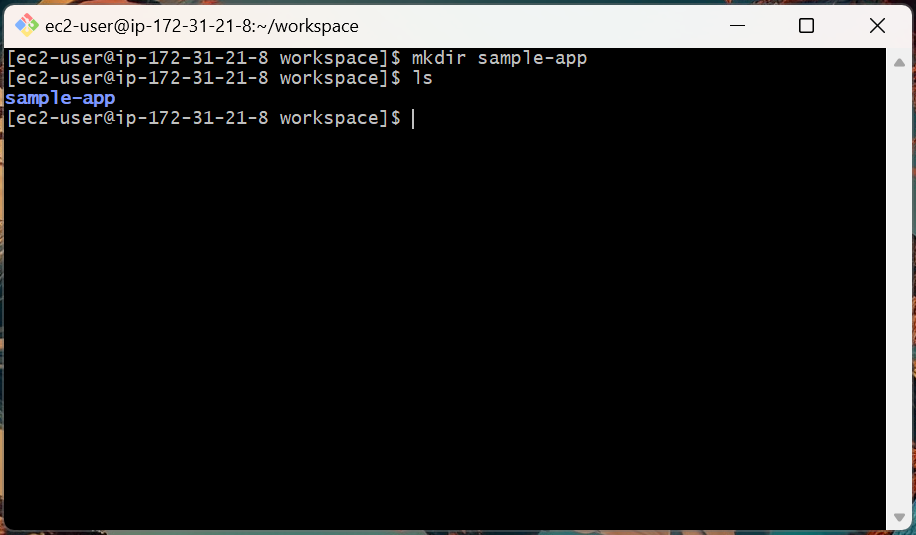 ec2-user@ip-172-31-21-8:~/workspace
[ec2-user@ip-172-31-21-8 workspace]$ mkdir sample-app
[ec2-user@ip-172-31-21-8 workspace]$ ls
sample-app
[ec2-user@ip-172-31-21-8 workspace]$